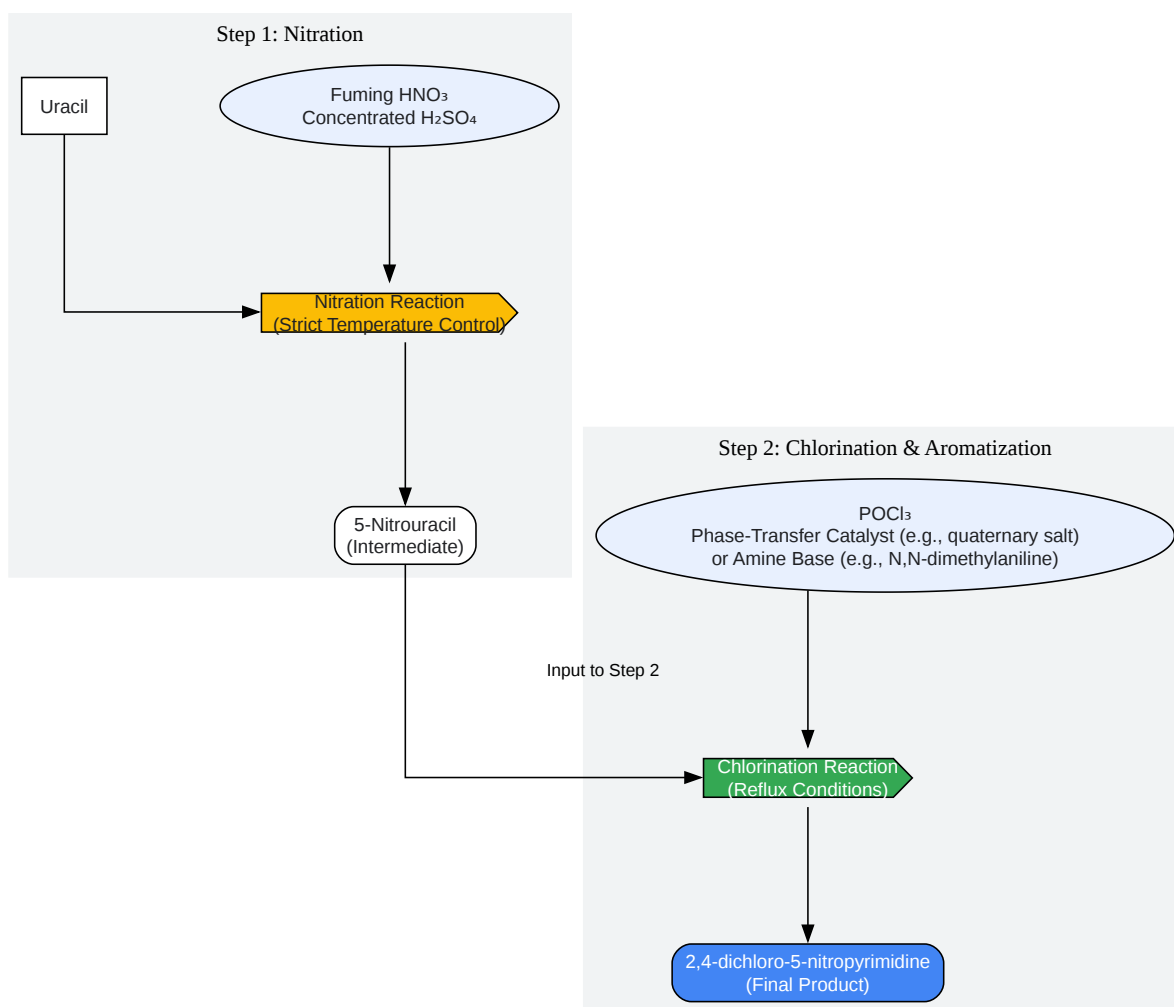 Step 1: Nitration
Uracil
Fuming HNO₃
Concentrated H₂SO₄
Nitration Reaction
(Strict Temperature Control)
5-Nitrouracil
(Intermediate)
Step 2: Chlorination & Aromatization
POCl₃
Phase-Transfer Catalyst (e.g., quaternary salt)
or Amine Base (e.g., N,N-dimethylaniline)
Input to Step 2
Chlorination Reaction
(Reflux Conditions)
2,4-dichloro-5-nitropyrimidine
(Final Product)